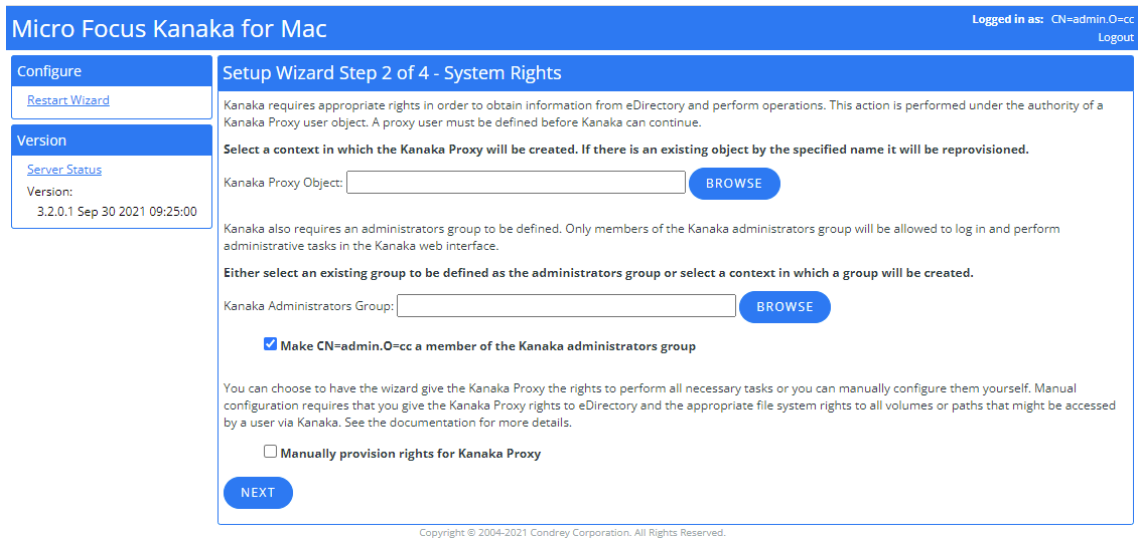 Micro Focus Kanaka for Mac
Logged in as: CN=admin.O=cc
Logout
Configure
Restart Wizard
Version
Server Status
Version:
3.2.0.1 Sep 30 2021 09:25:00
Setup Wizard Step 2 of 4 - System Rights
Kanaka requires appropriate rights in order to obtain information from eDirectory and perform operations. This action is performed under the authority of a
Kanaka Proxy user object. A proxy user must be defined before Kanaka can continue.
Select a context in which the Kanaka Proxy will be created. If there is an existing object by the specified name it will be reprovisioned.
Kanaka Proxy Object:
BROWSE
Kanaka also requires an administrators group to be defined. Only members of the Kanaka administrators group will be allowed to log in and perform
administrative tasks in the Kanaka web interface.
Either select an existing group to be defined as the administrators group or select a context in which a group will be created.
Kanaka Administrators Group:
BROWSE
Make CN=admin.O=cc a member of the Kanaka administrators group
You can choose to have the wizard give the Kanaka Proxy the rights to perform all necessary tasks or you can manually configure them yourself. Manual
configuration requires that you give the Kanaka Proxy rights to eDirectory and the appropriate file system rights to all volumes or paths that might be accessed
by a user via Kanaka. See the documentation for more details.
Manually provision rights for Kanaka Proxy
NEXT
Copyright © 2004-2021 Condrey Corporation. All Rights Reserved.